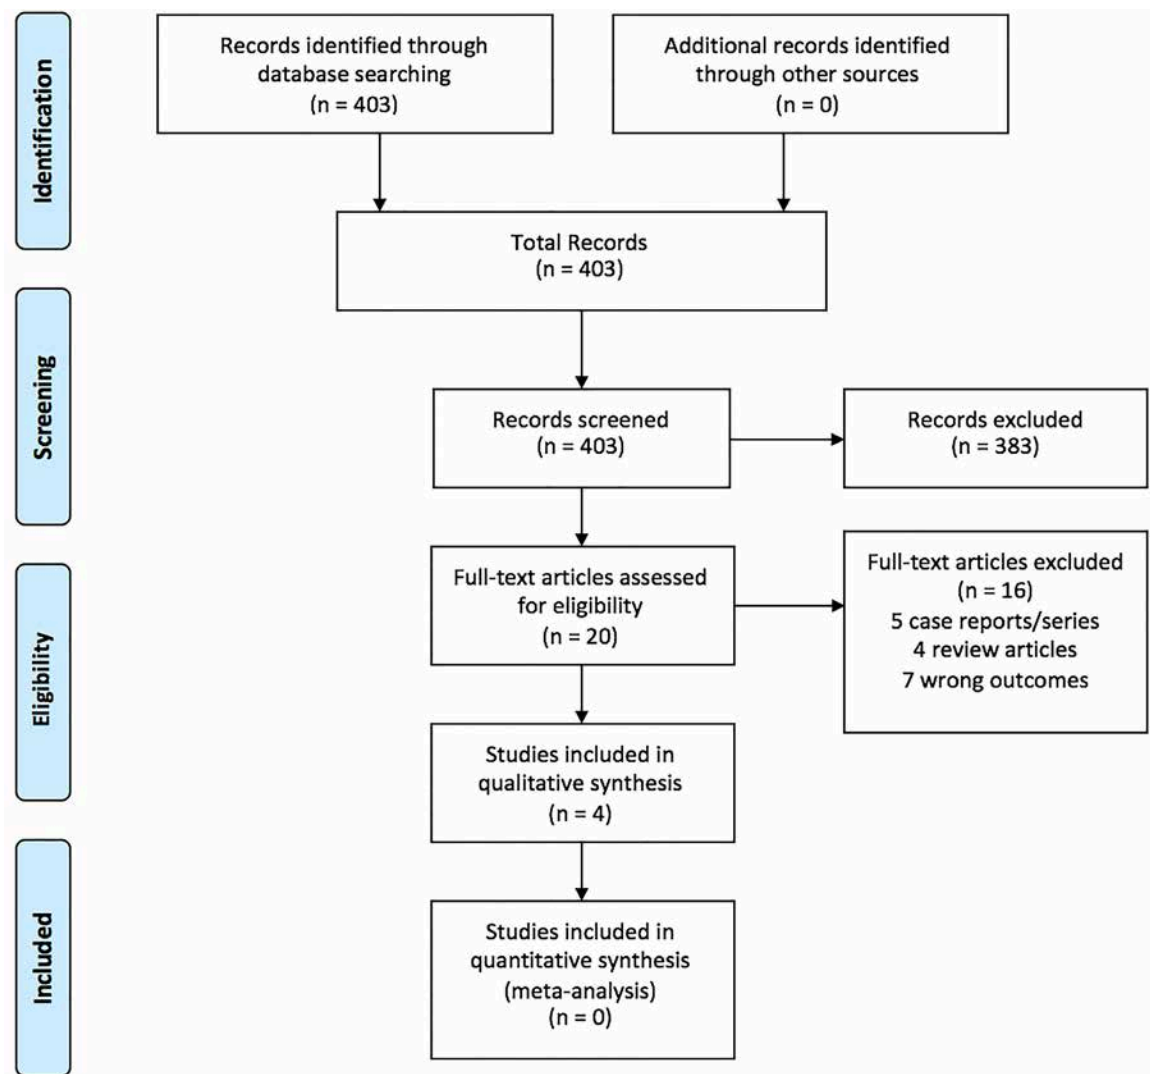 Identification
Records identified through
database searching
(n = 403)
Additional records identified
through other sources
(n = 0)
Total Records
(n = 403)
Screening
Records screened
(n = 403)
Records excluded
(n = 383)
Eligibility
Full-text articles assessed
for eligibility
(n = 20)
Full-text articles excluded
(n = 16)
5 case reports/series
4 review articles
7 wrong outcomes
Studies included in
qualitative synthesis
(n = 4)
Included
Studies included in
quantitative synthesis
(meta-analysis)
(n = 0)